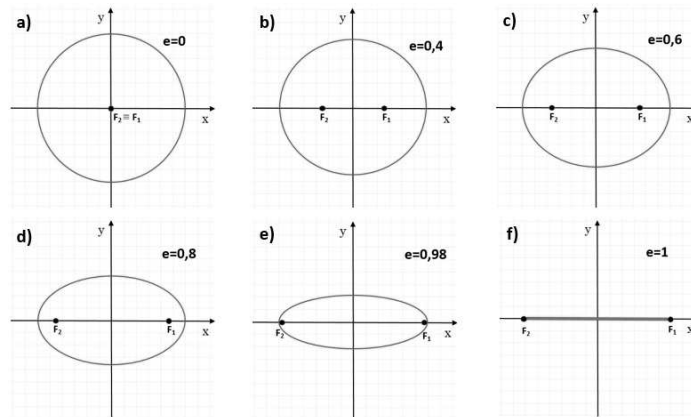 a)
y
e=0
F₂≡F₁
x
b)
y
e=0,4
F₂
F₁
x
c)
y
e=0,6
F₂
F₁
x
d)
y
e=0,8
F₂
F₁
x
e)
y
e=0,98
F₂
F₁
x
f)
y
e=1
F₂
F₁
x